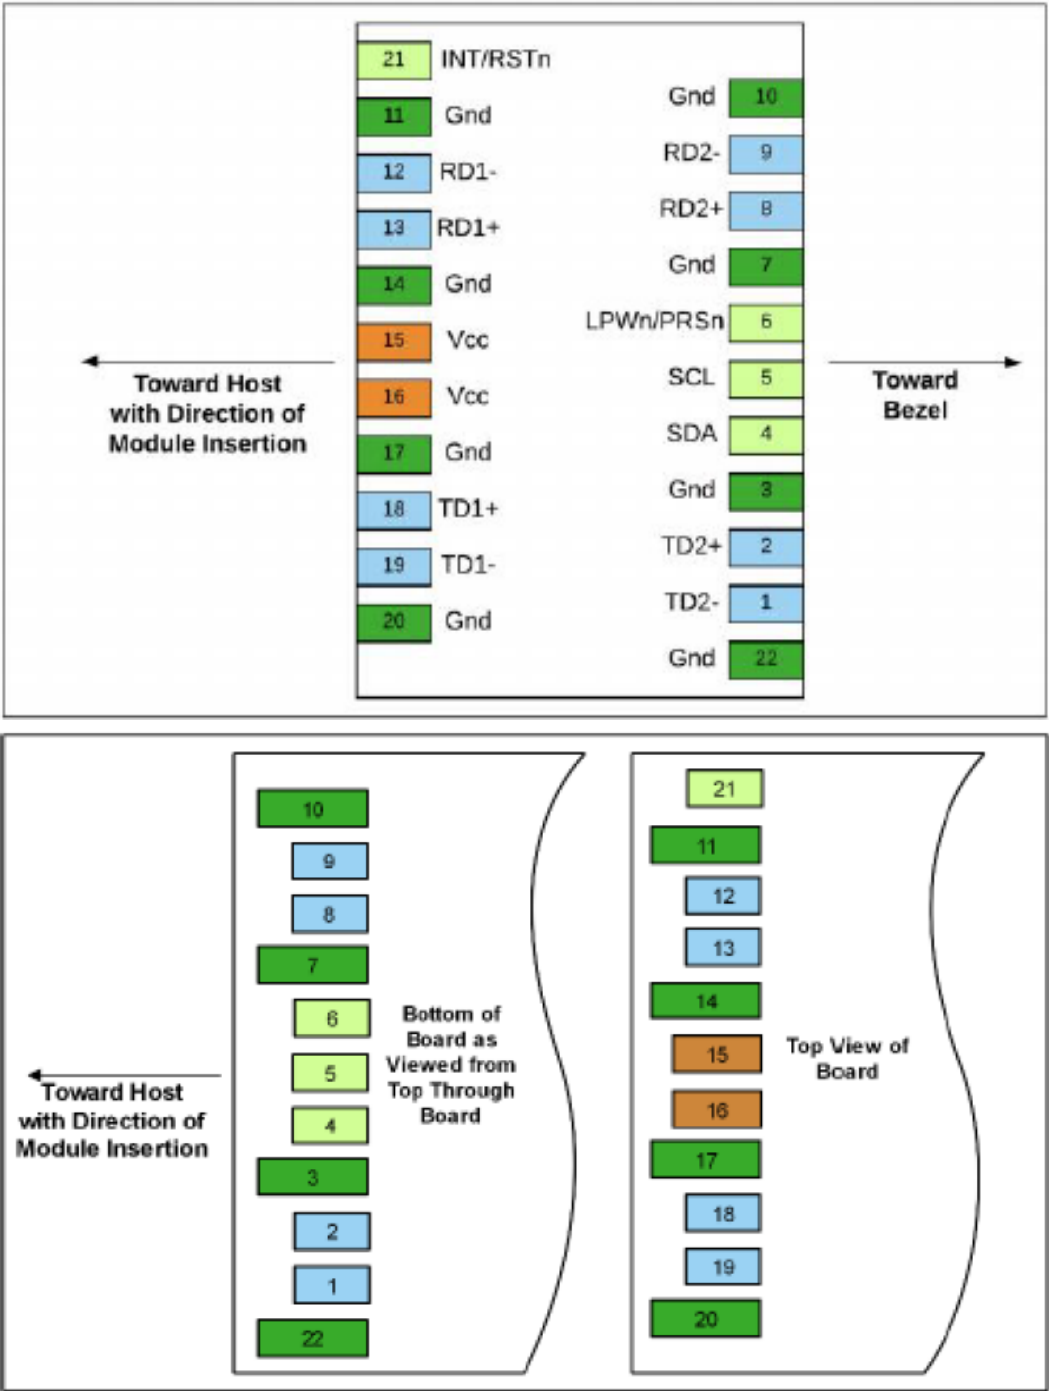 21 INT/RSTn
Gnd 10
11 Gnd
RD2- 9
12 RD1-
RD2+ 8
13 RD1+
Gnd 7
14 Gnd
LPWn/PRSn 6
15 Vcc
SCL 5
16 Vcc
SDA 4
17 Gnd
Gnd 3
18 TD1+
TD2+ 2
19 TD1-
TD2- 1
20 Gnd
Gnd 22
Toward Host
with Direction of
Module Insertion
Toward
Bezel
10
9
8
7
6
5
4
3
2
1
22
Bottom of
Board as
Viewed from
Top Through
Board
Toward Host
with Direction of
Module Insertion
21
11
12
13
14
15
16
17
18
19
20
Top View of
Board